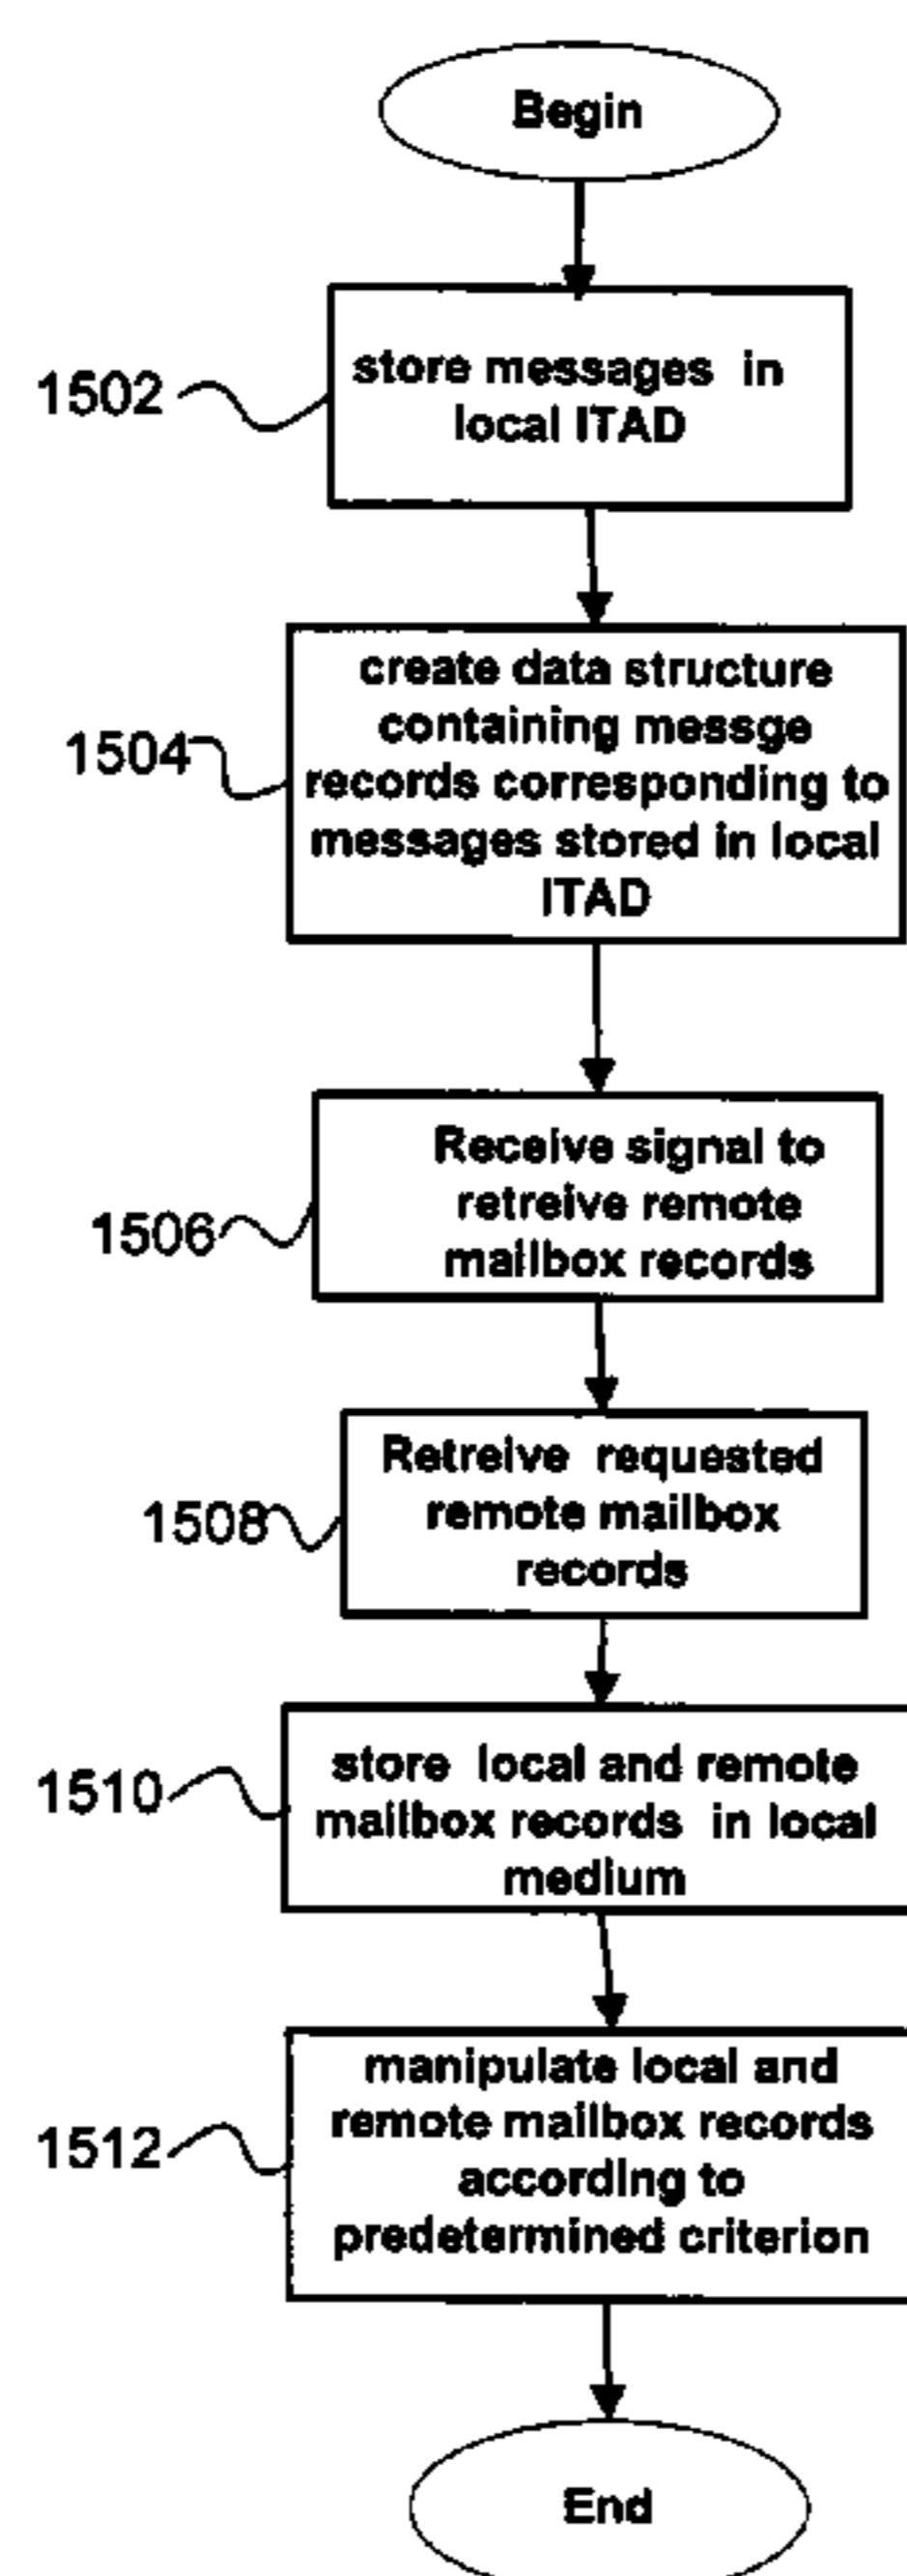 Begin
1502
store messages in
local ITAD
1504
create data structure
containing messge
records corresponding to
messages stored in local
ITAD
1506
Receive signal to
retreive remote
mailbox records
1508
Retreive requested
remote mailbox
records
1510
store local and remote
mailbox records in local
medium
1512
manipulate local and
remote mailbox records
according to
predetermined criterion
End